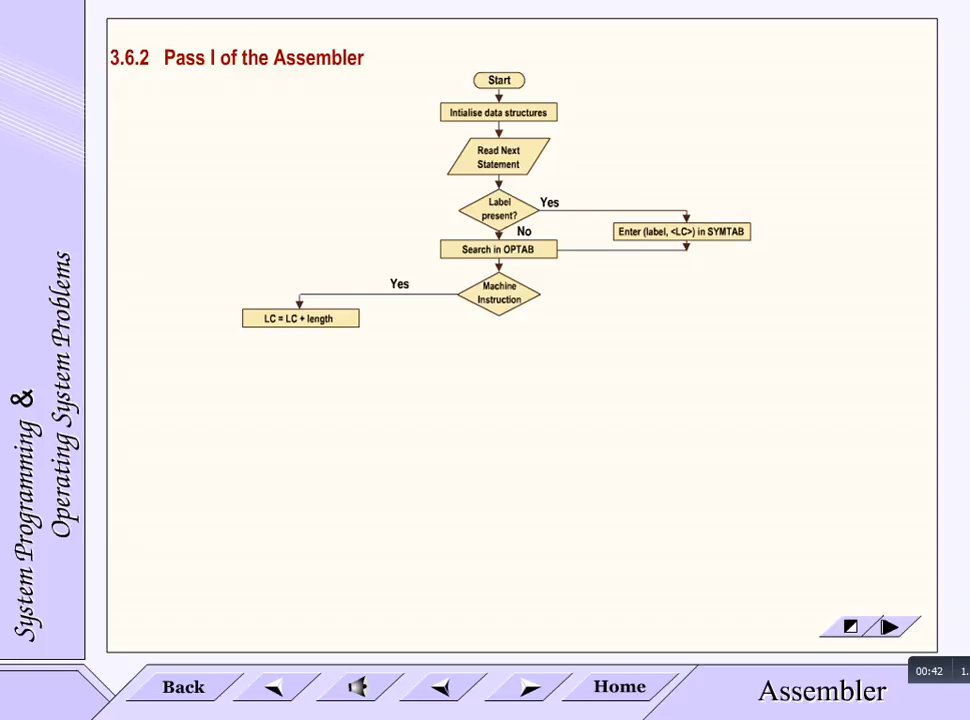 3.6.2 Pass I of the Assembler
Start
Intialise data structures
Read Next
Statement
Label
present?
Yes
No
Enter (label, <LC>) in SYMTAB
Search in OPTAB
Machine
Instruction
Yes
LC = LC + length
System Programming &
Operating System Problems
Back
Home
Assembler
00:42
1.